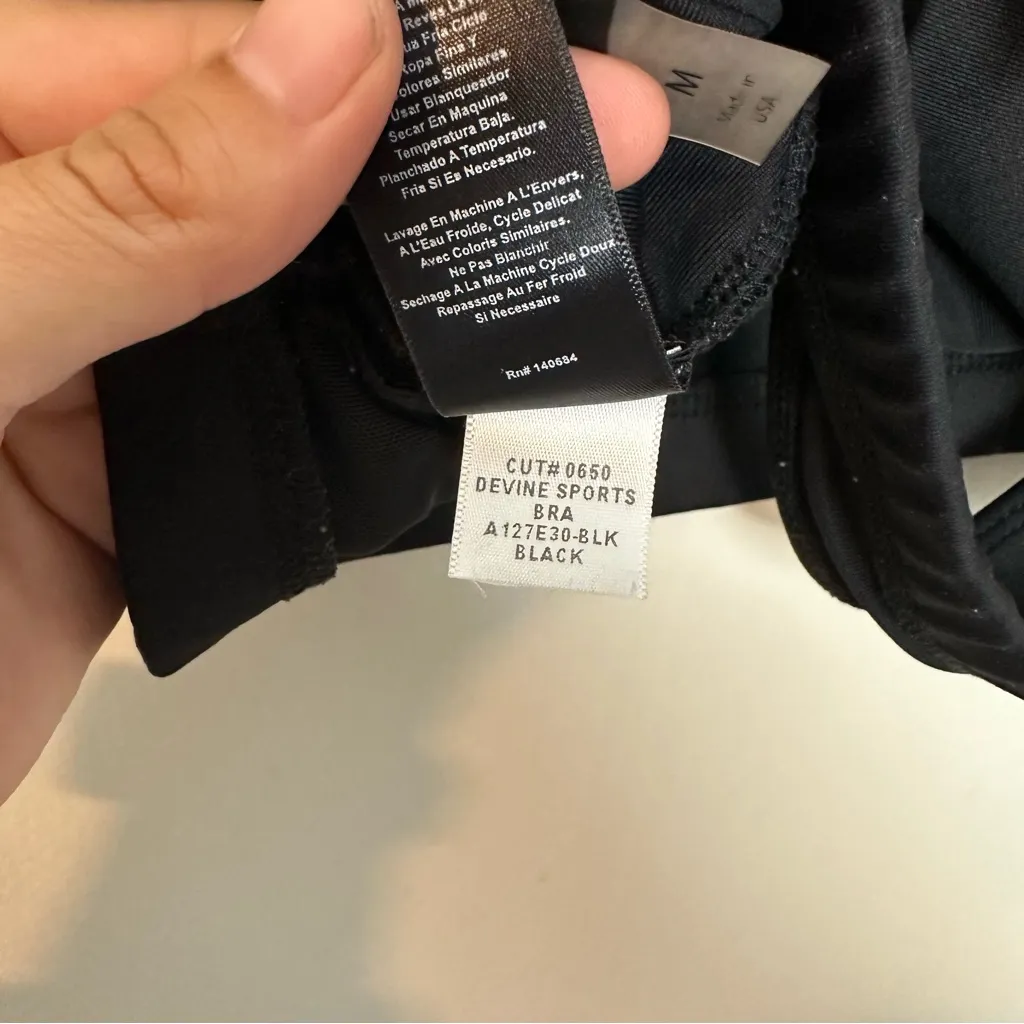 Reves
Fria Ciclo
Ropa Fina Y
Colores Similares
Usar Blanqueador
Secar En Maquina
Temperatura Baja.
Planchado A Temperatura
Fria Si Es Necesario.
Lavage En Machine A L'Envers,
A L'Eau Froide, Cycle Delicat
Avec Coloris Similaires.
Ne Pas Blanchir
Sechage A La Machine Cycle Doux
Repassage Au Fer Froid
Si Necessaire
Rn# 140684
M
Made in
USA
CUT# 0650
DEVINE SPORTS
BRA
A127E30-BLK
BLACK